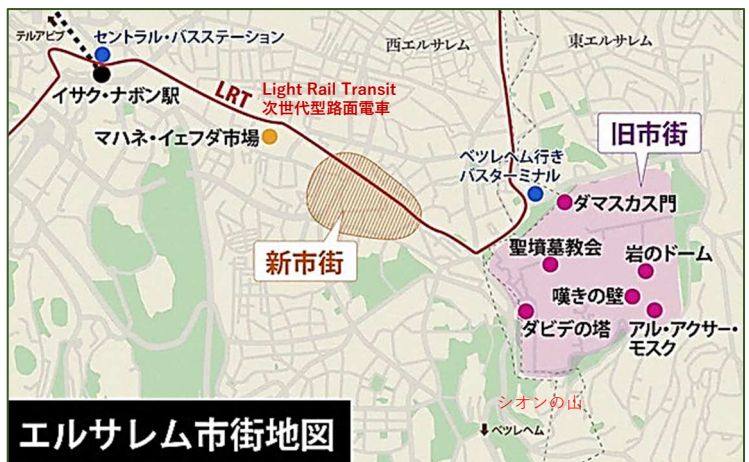 テルアビブ
セントラル・バスステーション
西エルサレム
東エルサレム
イサク・ナボン駅
LRT
Light Rail Transit
次世代型路面電車
マハネ・イェフダ市場
旧市街
ベツレヘム行き
バスターミナル
ダマスカス門
新市街
聖墳墓教会
岩のドーム
嘆きの壁
ダビデの塔
アル・アクサー・
モスク
シオンの山
エルサレム市街地図
ベツレヘム